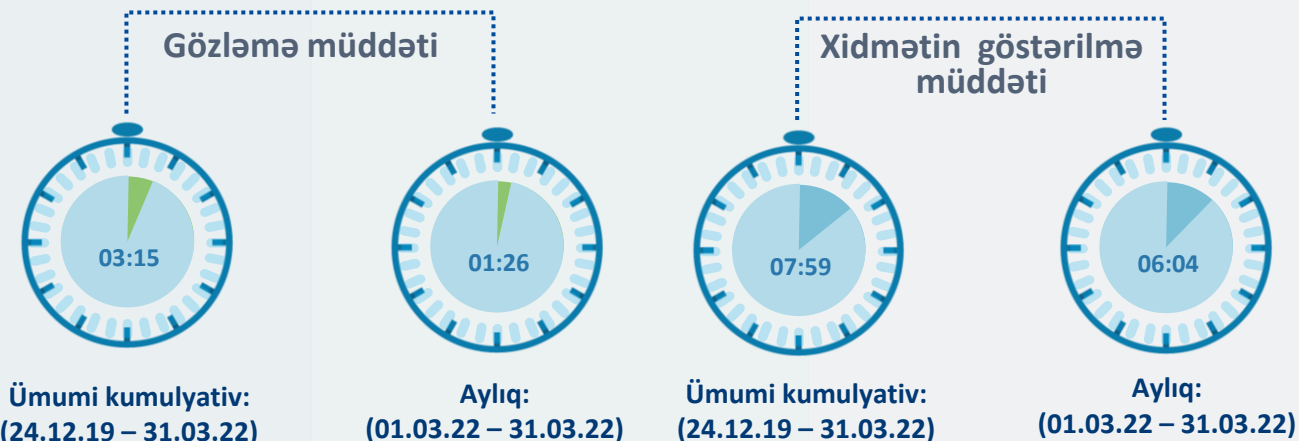 Gözləmə müddəti
Xidmətin göstərilmə
müddəti
03:15
01:26
07:59
06:04
Ümumi kumulyativ:
(24.12.19 – 31.03.22)
Aylıq:
(01.03.22 – 31.03.22)
Ümumi kumulyativ:
(24.12.19 – 31.03.22)
Aylıq:
(01.03.22 – 31.03.22)